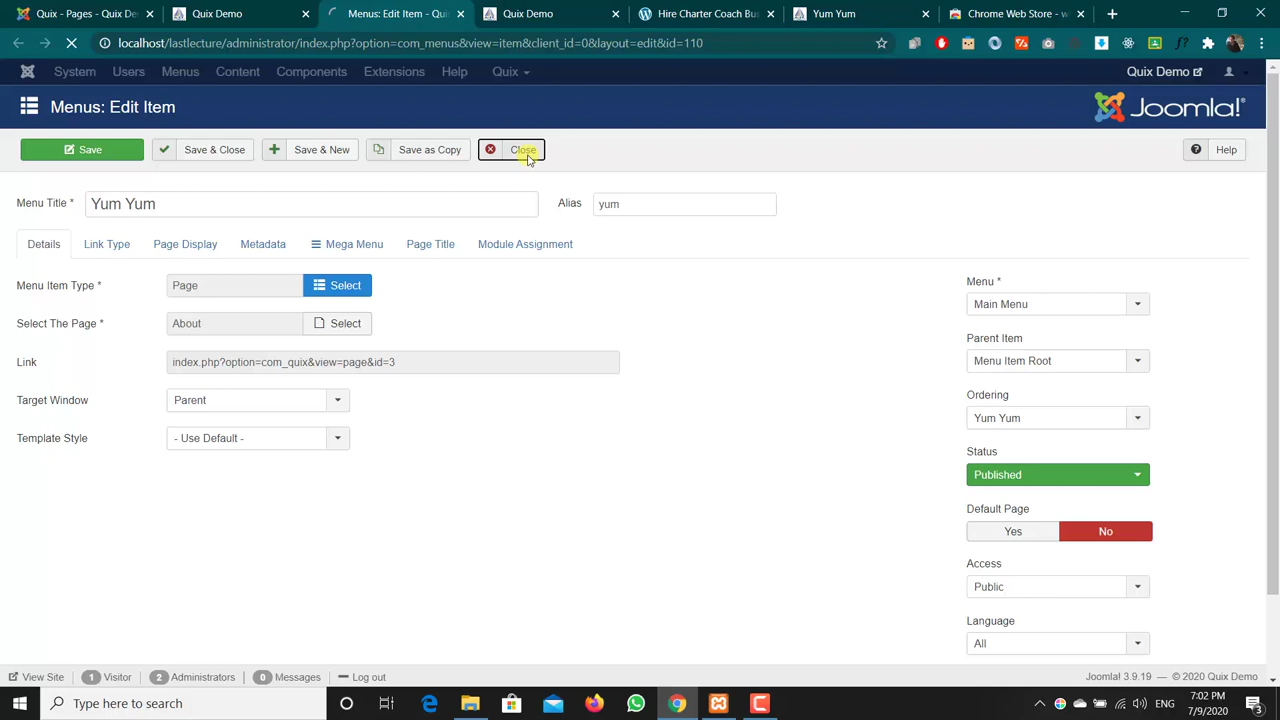 Quix - Pages - Quix Demo
Quix Demo
Menus: Edit Item - Qui
Quix Demo
Hire Charter Coach Bus
Yum Yum
Chrome Web Store - w
localhost/lastlecture/administrator/index.php?option=com_menus&view=item&client_id=0&layout=edit&id=110
System Users Menus Content Components Extensions Help Quix
Quix Demo
Menus: Edit Item
Joomla!®
Save
Save & Close
Save & New
Save as Copy
Close
Help
Menu Title *
Yum Yum
Alias
yum
Details
Link Type
Page Display
Metadata
Mega Menu
Page Title
Module Assignment
Menu Item Type *
Page
Select
Select The Page *
About
Select
Link
index.php?option=com_quix&view=page&id=3
Target Window
Parent
Template Style
- Use Default -
Menu *
Main Menu
Parent Item
Menu Item Root
Ordering
Yum Yum
Status
Published
Default Page
Yes
No
Access
Public
Language
All
View Site
1 Visitor
2 Administrators
0 Messages
Log out
Joomla! 3.9.19 — © 2020 Quix Demo
Type here to search
7:02 PM
7/9/2020
3